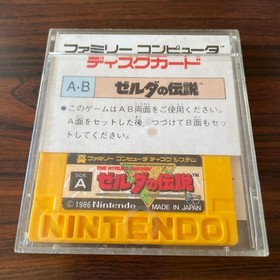 ファミリー コンピュータ™
ディスクカード
A・B ゼルダの伝説
●このゲームはAB両面をご使用ください。
A面をセットした後、つづけてB面もセッ
トしてください。
ファミリーコンピュータ ディスク システム
SIDE
A
THE HYRULE FANTASY
ゼルダの伝説
©1986 Nintendo MADE IN JAPAN
NINTENDO